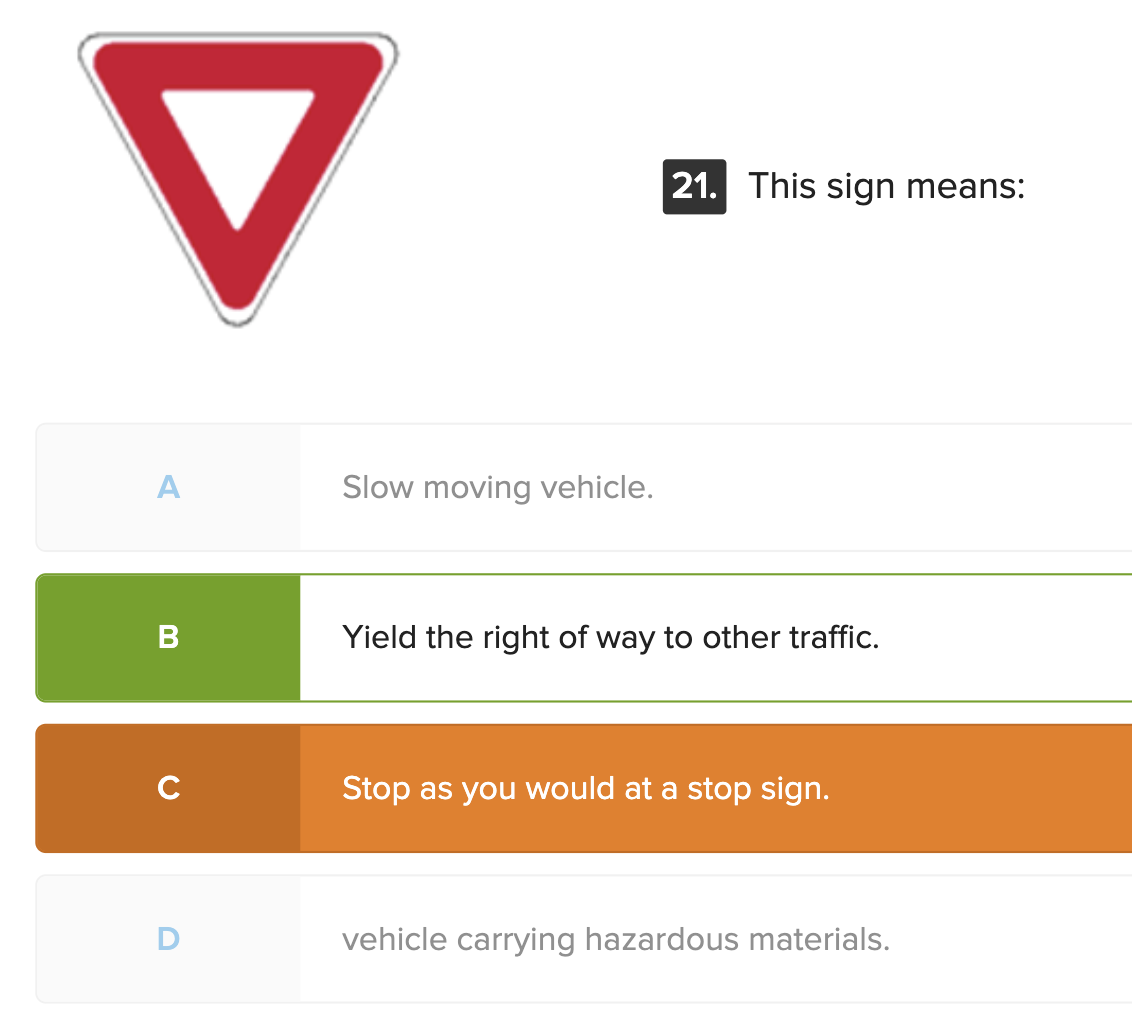 21. This sign means:
A Slow moving vehicle.
B Yield the right of way to other traffic.
C Stop as you would at a stop sign.
D vehicle carrying hazardous materials.